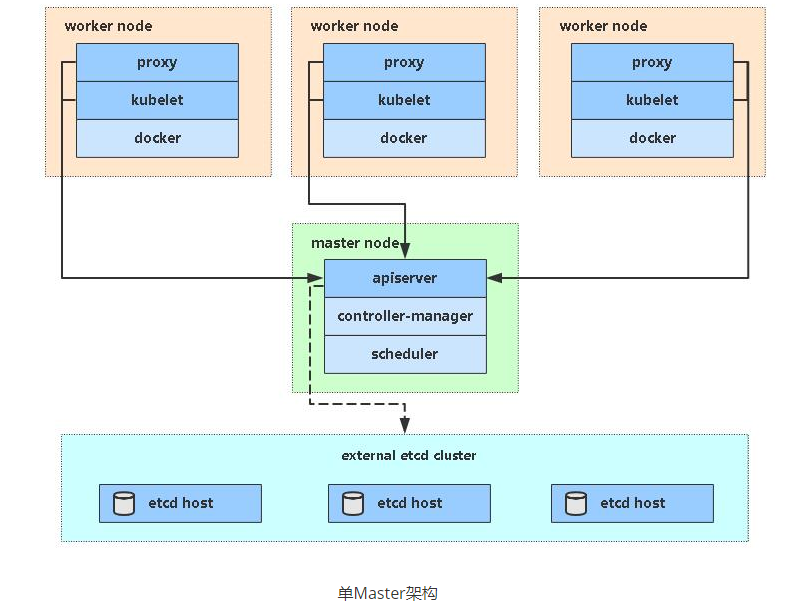 worker node
proxy
kubelet
docker
worker node
proxy
kubelet
docker
worker node
proxy
kubelet
docker
master node
apiserver
controller-manager
scheduler
external etcd cluster
etcd host
etcd host
etcd host
单Master架构